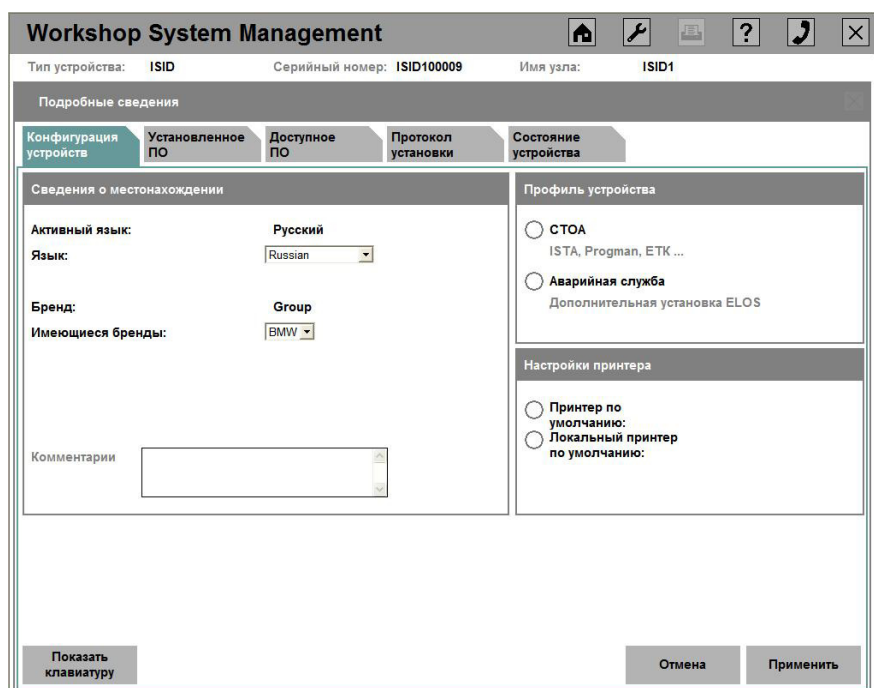 Workshop System Management
?
Тип устройства: ISID Серийный номер: ISID100009 Имя узла: ISID1
Подробные сведения
Конфигурация устройств
Установленное ПО
Доступное ПО
Протокол установки
Состояние устройства
Сведения о местонахождении
Активный язык: Русский
Язык: Russian
Бренд: Group
Имеющиеся бренды: BMW
Комментарии
Профиль устройства
СТОА
ISTA, Progman, ЕТК ...
Аварийная служба
Дополнительная установка ELOS
Настройки принтера
Принтер по
умолчанию:
Локальный принтер
по умолчанию:
Показать
клавиатуру
Отмена
Применить